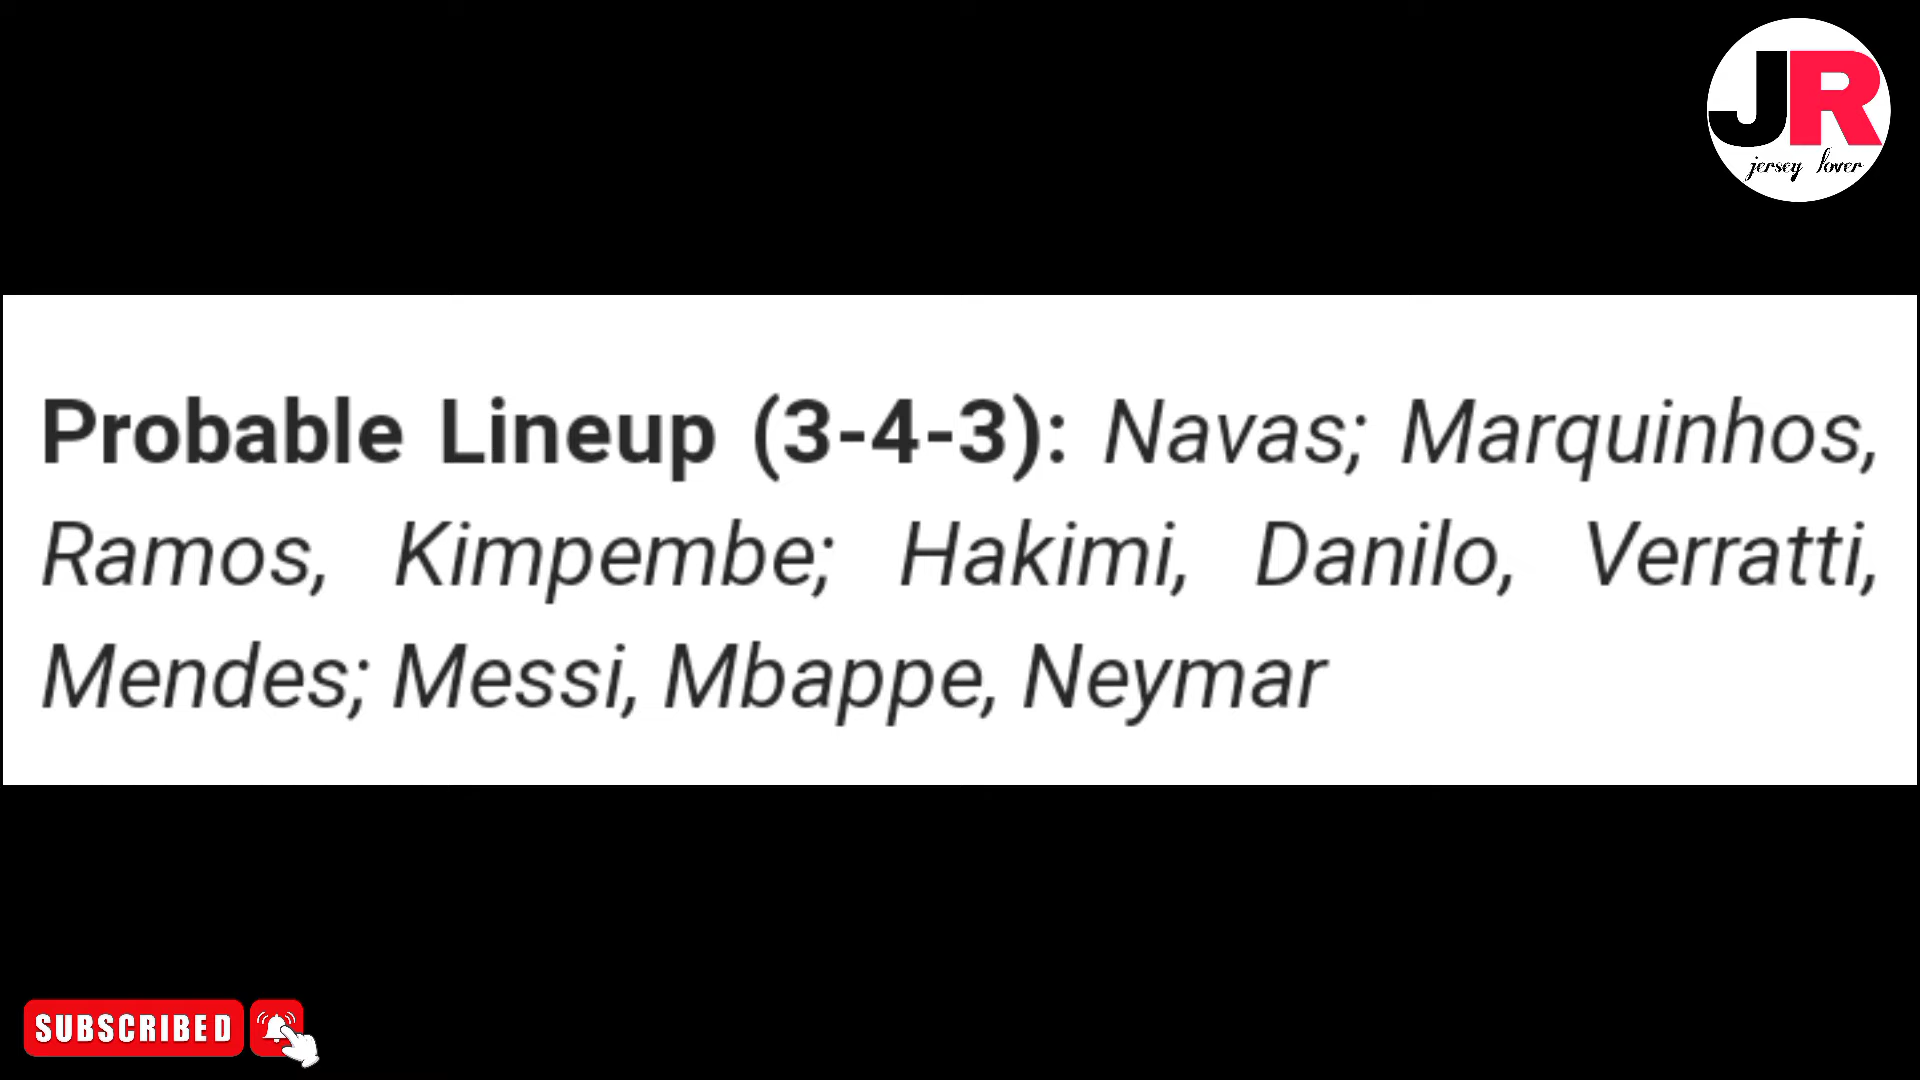 JR
jersey lover
Probable Lineup (3-4-3): Navas; Marquinhos,
Ramos, Kimpembe; Hakimi, Danilo, Verratti,
Mendes; Messi, Mbappe, Neymar
SUBSCRIBED